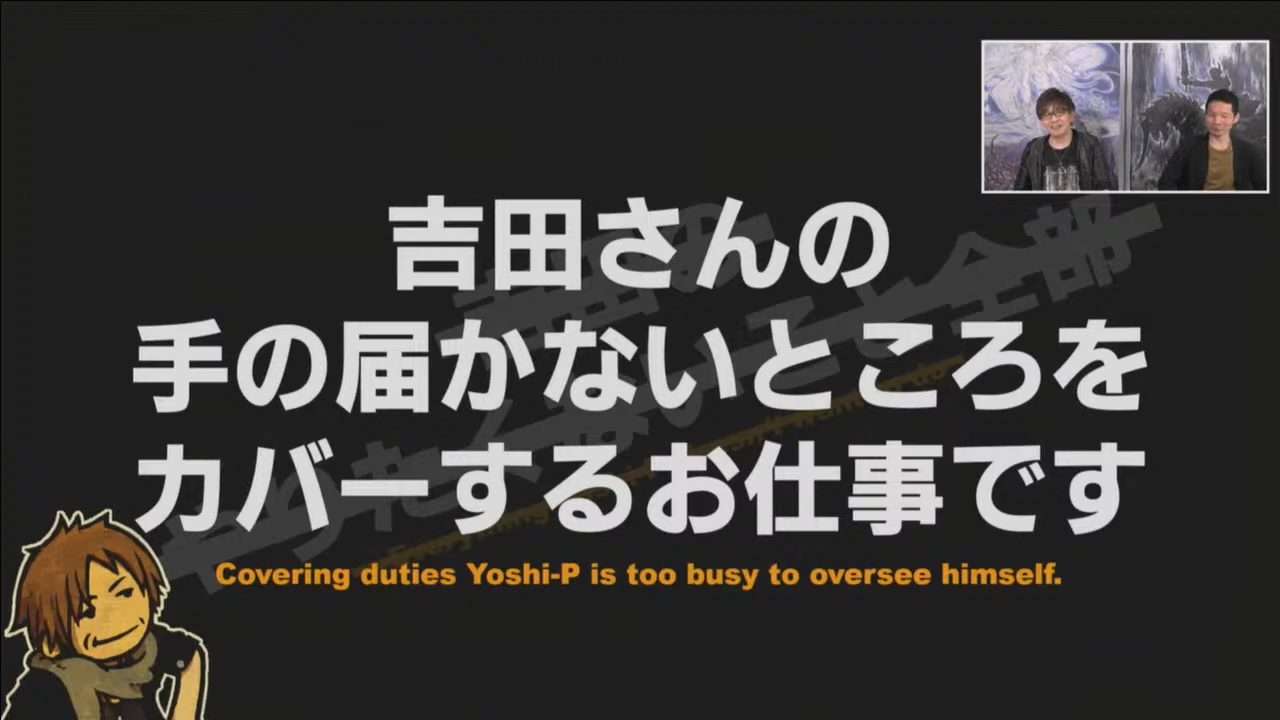 吉田さんの
手の届かないところを
カバーするお仕事です
Covering duties Yoshi-P is too busy to oversee himself.